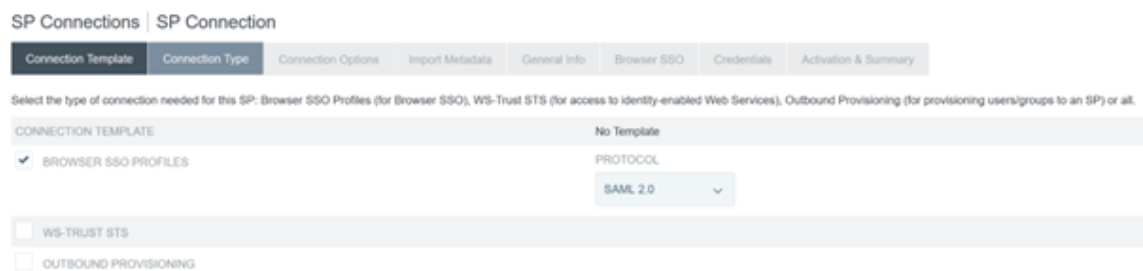 SP Connections | SP Connection
Connection Template Connection Type Connection Options Import Metadata General Info Browser SSO Credentials Activation & Summary
Select the type of connection needed for this SP: Browser SSO Profiles (for Browser SSO), WS-Trust STS (for access to identity-enabled Web Services), Outbound Provisioning (for provisioning users/groups to an SP) or all.
CONNECTION TEMPLATE No Template
BROWSER SSO PROFILES PROTOCOL
SAML 2.0
WS-TRUST STS
OUTBOUND PROVISIONING